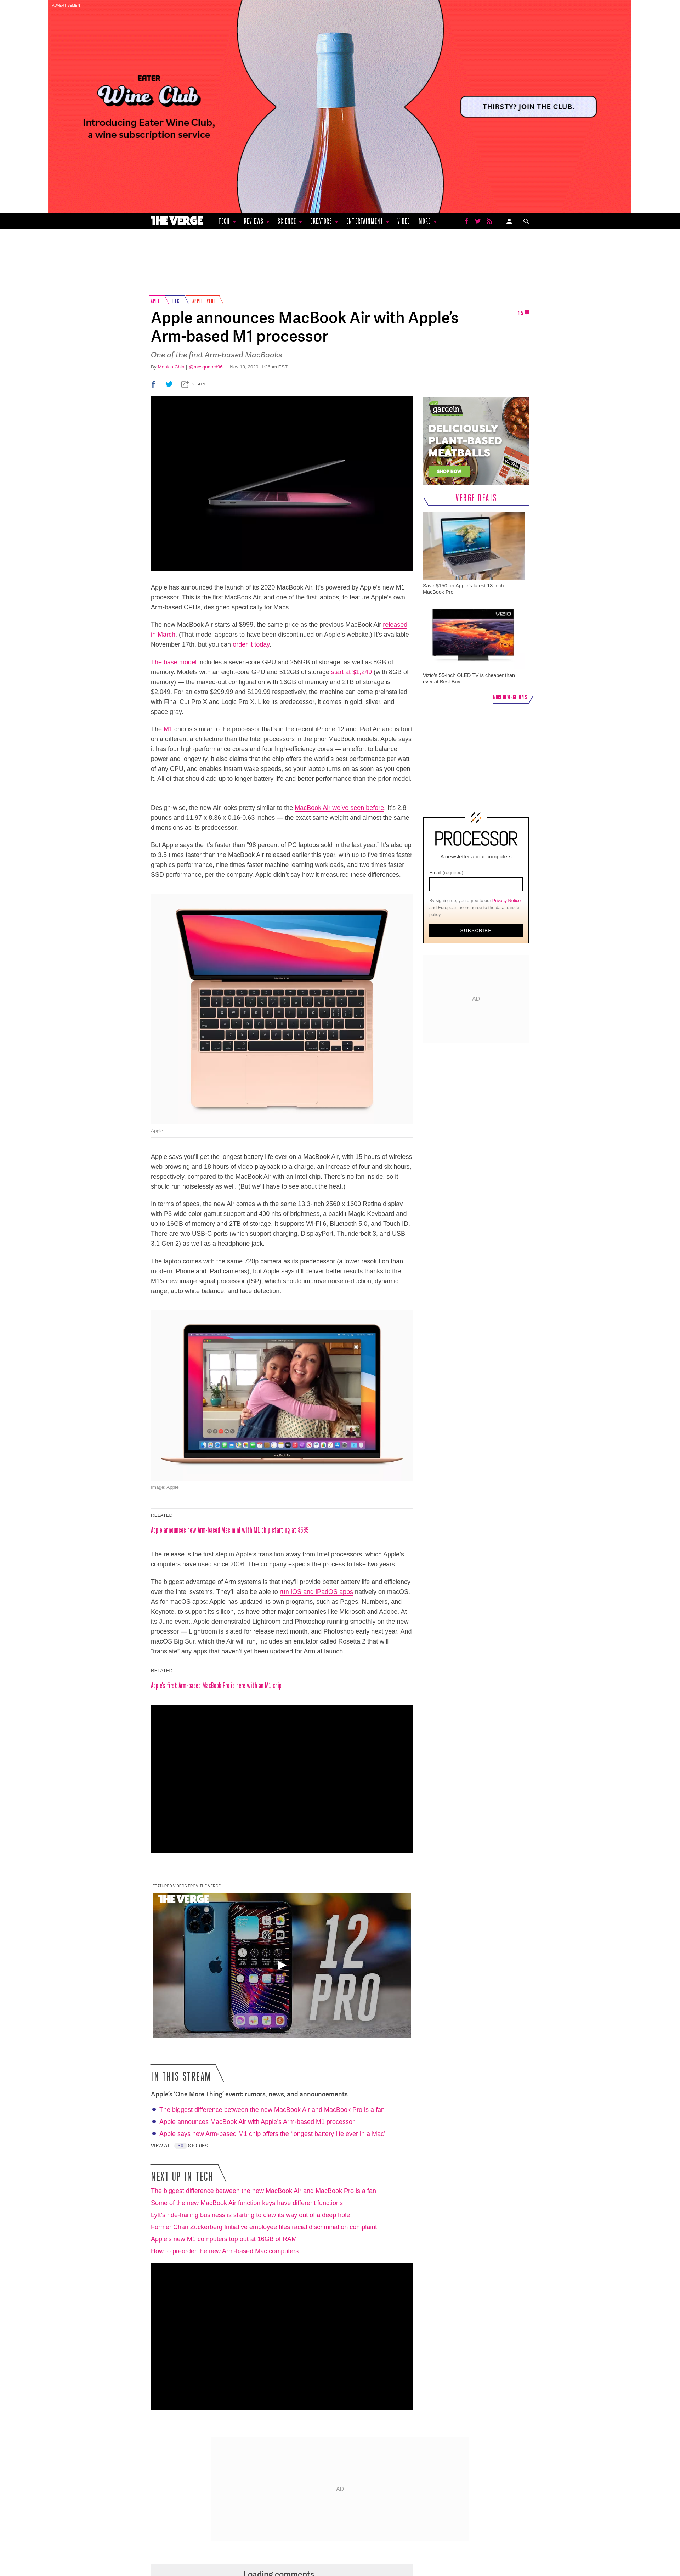 ADVERTISEMENT
EATER
Wine Club
Introducing Eater Wine Club,
a wine subscription service
THIRSTY? JOIN THE CLUB.
THE VERGE TECH REVIEWS SCIENCE CREATORS ENTERTAINMENT VIDEO MORE
APPLE TECH APPLE EVENT
Apple announces MacBook Air with Apple’s
Arm-based M1 processor
One of the first Arm-based MacBooks
By Monica Chin | @mcsquared96 | Nov 10, 2020, 1:26pm EST
SHARE
Apple has announced the launch of its 2020 MacBook Air. It’s powered by Apple’s new M1
processor. This is the first MacBook Air, and one of the first laptops, to feature Apple’s own
Arm-based CPUs, designed specifically for Macs.
The new MacBook Air starts at $999, the same price as the previous MacBook Air released
in March. (That model appears to have been discontinued on Apple’s website.) It’s available
November 17th, but you can order it today.
The base model includes a seven-core GPU and 256GB of storage, as well as 8GB of
memory. Models with an eight-core GPU and 512GB of storage start at $1,249 (with 8GB of
memory) — the maxed-out configuration with 16GB of memory and 2TB of storage is
$2,049. For an extra $299.99 and $199.99 respectively, the machine can come preinstalled
with Final Cut Pro X and Logic Pro X. Like its predecessor, it comes in gold, silver, and
space gray.
The M1 chip is similar to the processor that’s in the recent iPhone 12 and iPad Air and is built
on a different architecture than the Intel processors in the prior MacBook models. Apple says
it has four high-performance cores and four high-efficiency cores — an effort to balance
power and longevity. It also claims that the chip offers the world’s best performance per watt
of any CPU, and enables instant wake speeds, so your laptop turns on as soon as you open
it. All of that should add up to longer battery life and better performance than the prior model.
Design-wise, the new Air looks pretty similar to the MacBook Air we’ve seen before. It’s 2.8
pounds and 11.97 x 8.36 x 0.16-0.63 inches — the exact same weight and almost the same
dimensions as its predecessor.
But Apple says the it’s faster than “98 percent of PC laptops sold in the last year.” It’s also up
to 3.5 times faster than the MacBook Air released earlier this year, with up to five times faster
graphics performance, nine times faster machine learning workloads, and two times faster
SSD performance, per the company. Apple didn’t say how it measured these differences.
Apple
Apple says you’ll get the longest battery life ever on a MacBook Air, with 15 hours of wireless
web browsing and 18 hours of video playback to a charge, an increase of four and six hours,
respectively, compared to the MacBook Air with an Intel chip. There’s no fan inside, so it
should run noiselessly as well. (But we’ll have to see about the heat.)
In terms of specs, the new Air comes with the same 13.3-inch 2560 x 1600 Retina display
with P3 wide color gamut support and 400 nits of brightness, a backlit Magic Keyboard and
up to 16GB of memory and 2TB of storage. It supports Wi-Fi 6, Bluetooth 5.0, and Touch ID.
There are two USB-C ports (which support charging, DisplayPort, Thunderbolt 3, and USB
3.1 Gen 2) as well as a headphone jack.
The laptop comes with the same 720p camera as its predecessor (a lower resolution than
modern iPhone and iPad cameras), but Apple says it’ll deliver better results thanks to the
M1’s new image signal processor (ISP), which should improve noise reduction, dynamic
range, auto white balance, and face detection.
MacBook Air
Image: Apple
RELATED
Apple announces new Arm-based Mac mini with M1 chip starting at $699
The release is the first step in Apple’s transition away from Intel processors, which Apple’s
computers have used since 2006. The company expects the process to take two years.
The biggest advantage of Arm systems is that they’ll provide better battery life and efficiency
over the Intel systems. They’ll also be able to run iOS and iPadOS apps natively on macOS.
As for macOS apps: Apple has updated its own programs, such as Pages, Numbers, and
Keynote, to support its silicon, as have other major companies like Microsoft and Adobe. At
its June event, Apple demonstrated Lightroom and Photoshop running smoothly on the new
processor — Lightroom is slated for release next month, and Photoshop early next year. And
macOS Big Sur, which the Air will run, includes an emulator called Rosetta 2 that will
“translate” any apps that haven’t yet been updated for Arm at launch.
RELATED
Apple’s first Arm-based MacBook Pro is here with an M1 chip
FEATURED VIDEOS FROM THE VERGE
THE VERGE
12
PRO
IN THIS STREAM
Apple’s ‘One More Thing’ event: rumors, news, and announcements
The biggest difference between the new MacBook Air and MacBook Pro is a fan
Apple announces MacBook Air with Apple’s Arm-based M1 processor
Apple says new Arm-based M1 chip offers the ‘longest battery life ever in a Mac’
VIEW ALL 30 STORIES
NEXT UP IN TECH
The biggest difference between the new MacBook Air and MacBook Pro is a fan
Some of the new MacBook Air function keys have different functions
Lyft’s ride-hailing business is starting to claw its way out of a deep hole
Former Chan Zuckerberg Initiative employee files racial discrimination complaint
Apple’s new M1 computers top out at 16GB of RAM
How to preorder the new Arm-based Mac computers
gardein.
DELICIOUSLY
PLANT-BASED
MEATBALLS
SHOP NOW
VERGE DEALS
Save $150 on Apple’s latest 13-inch
MacBook Pro
VIZIO
Vizio’s 55-inch OLED TV is cheaper than
ever at Best Buy
MORE IN VERGE DEALS
PROCESSOR
A newsletter about computers
Email (required)
By signing up, you agree to our Privacy Notice
and European users agree to the data transfer
policy.
SUBSCRIBE
AD
AD
Loading comments...